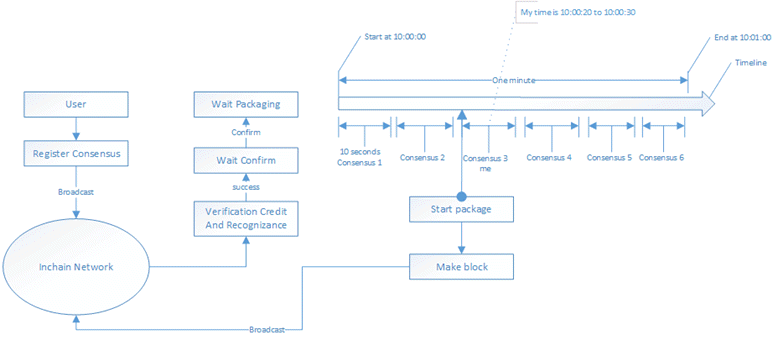 My time is 10:00:20 to 10:00:30
Start at 10:00:00
End at 10:01:00
One minute
Timeline
User
Wait Packaging
Confirm
Register Consensus
Wait Confirm
10 seconds
Consensus 1
Consensus 2
Consensus 3
me
Consensus 4
Consensus 5
Consensus 6
Broadcast
success
Verification Credit
And Recognizance
Start package
Inchain Network
Make block
Broadcast